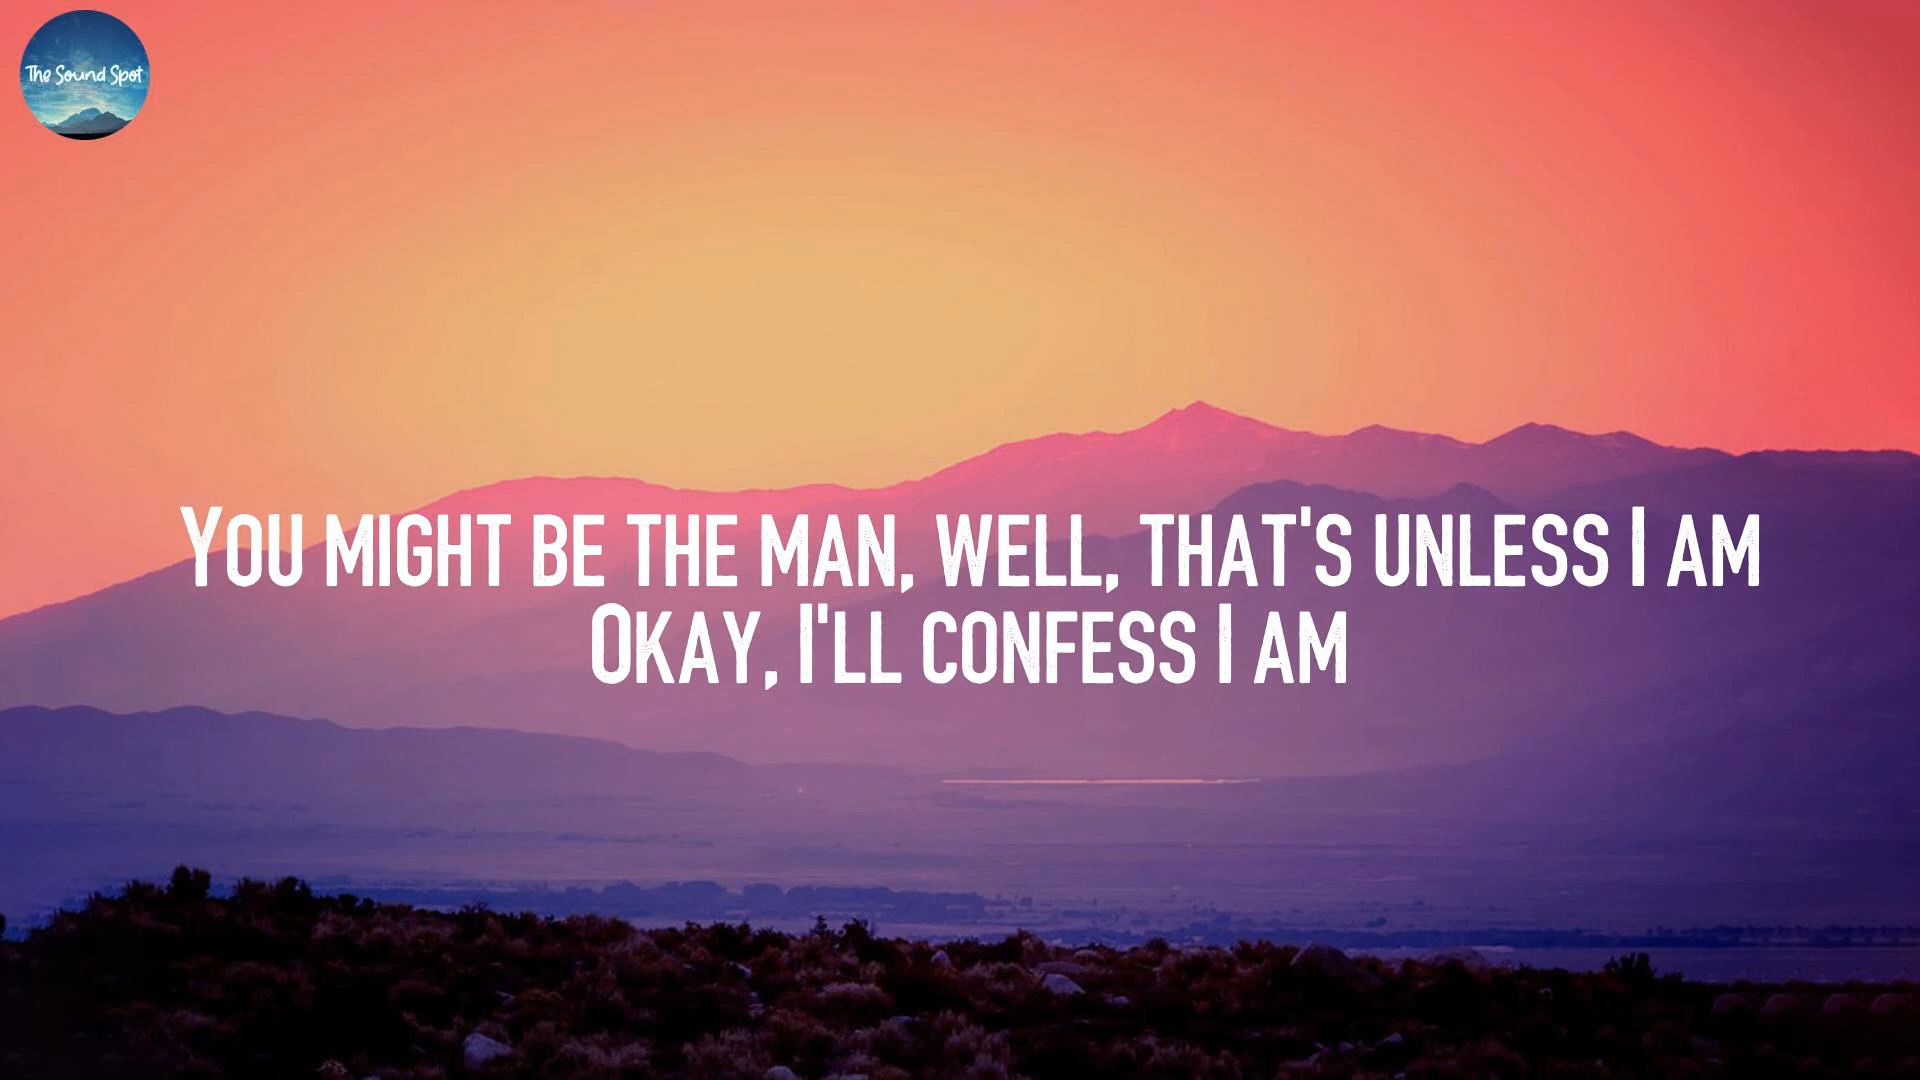 The Sound Spot
You might be the man, well, that's unless I am
Okay, I'll confess I am